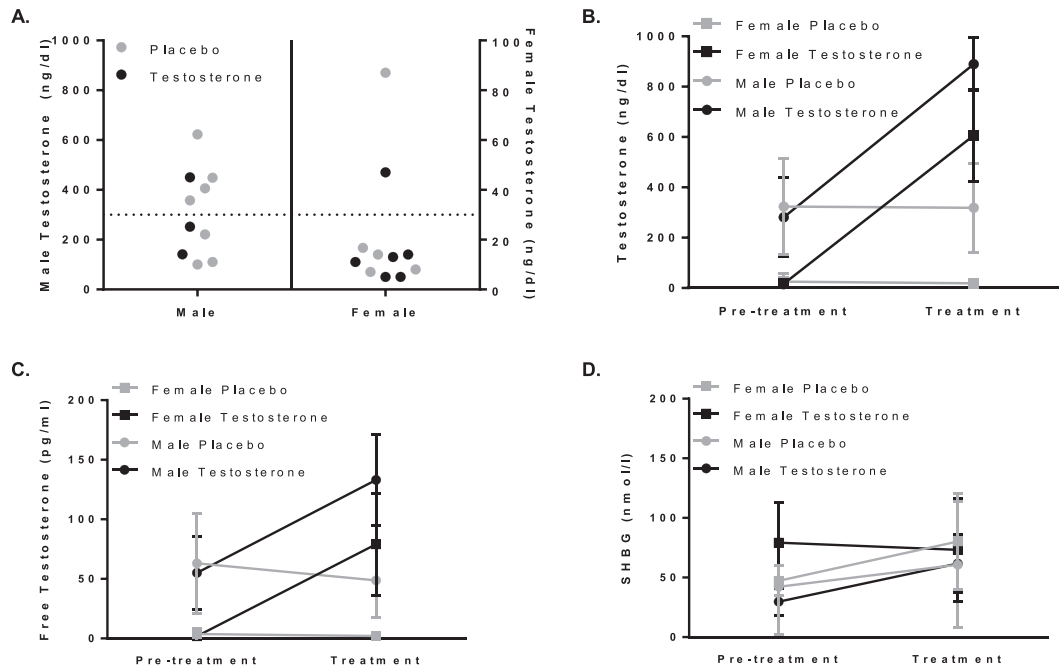 A.
Male Testosterone (ng/dl)
1000
800
600
400
200
0
Placebo
Testosterone
100
80
60
40
20
0
Female Testosterone (ng/dl)
Male
Female
B.
Female Placebo
Female Testosterone
Male Placebo
Male Testosterone
Testosterone (ng/dl)
1000
800
600
400
200
0
Pre-treatment
Treatment
C.
Female Placebo
Female Testosterone
Male Placebo
Male Testosterone
Free Testosterone (pg/ml)
200
150
100
50
0
Pre-treatment
Treatment
D.
Female Placebo
Female Testosterone
Male Placebo
Male Testosterone
SHBG (nmol/l)
200
150
100
50
0
Pre-treatment
Treatment